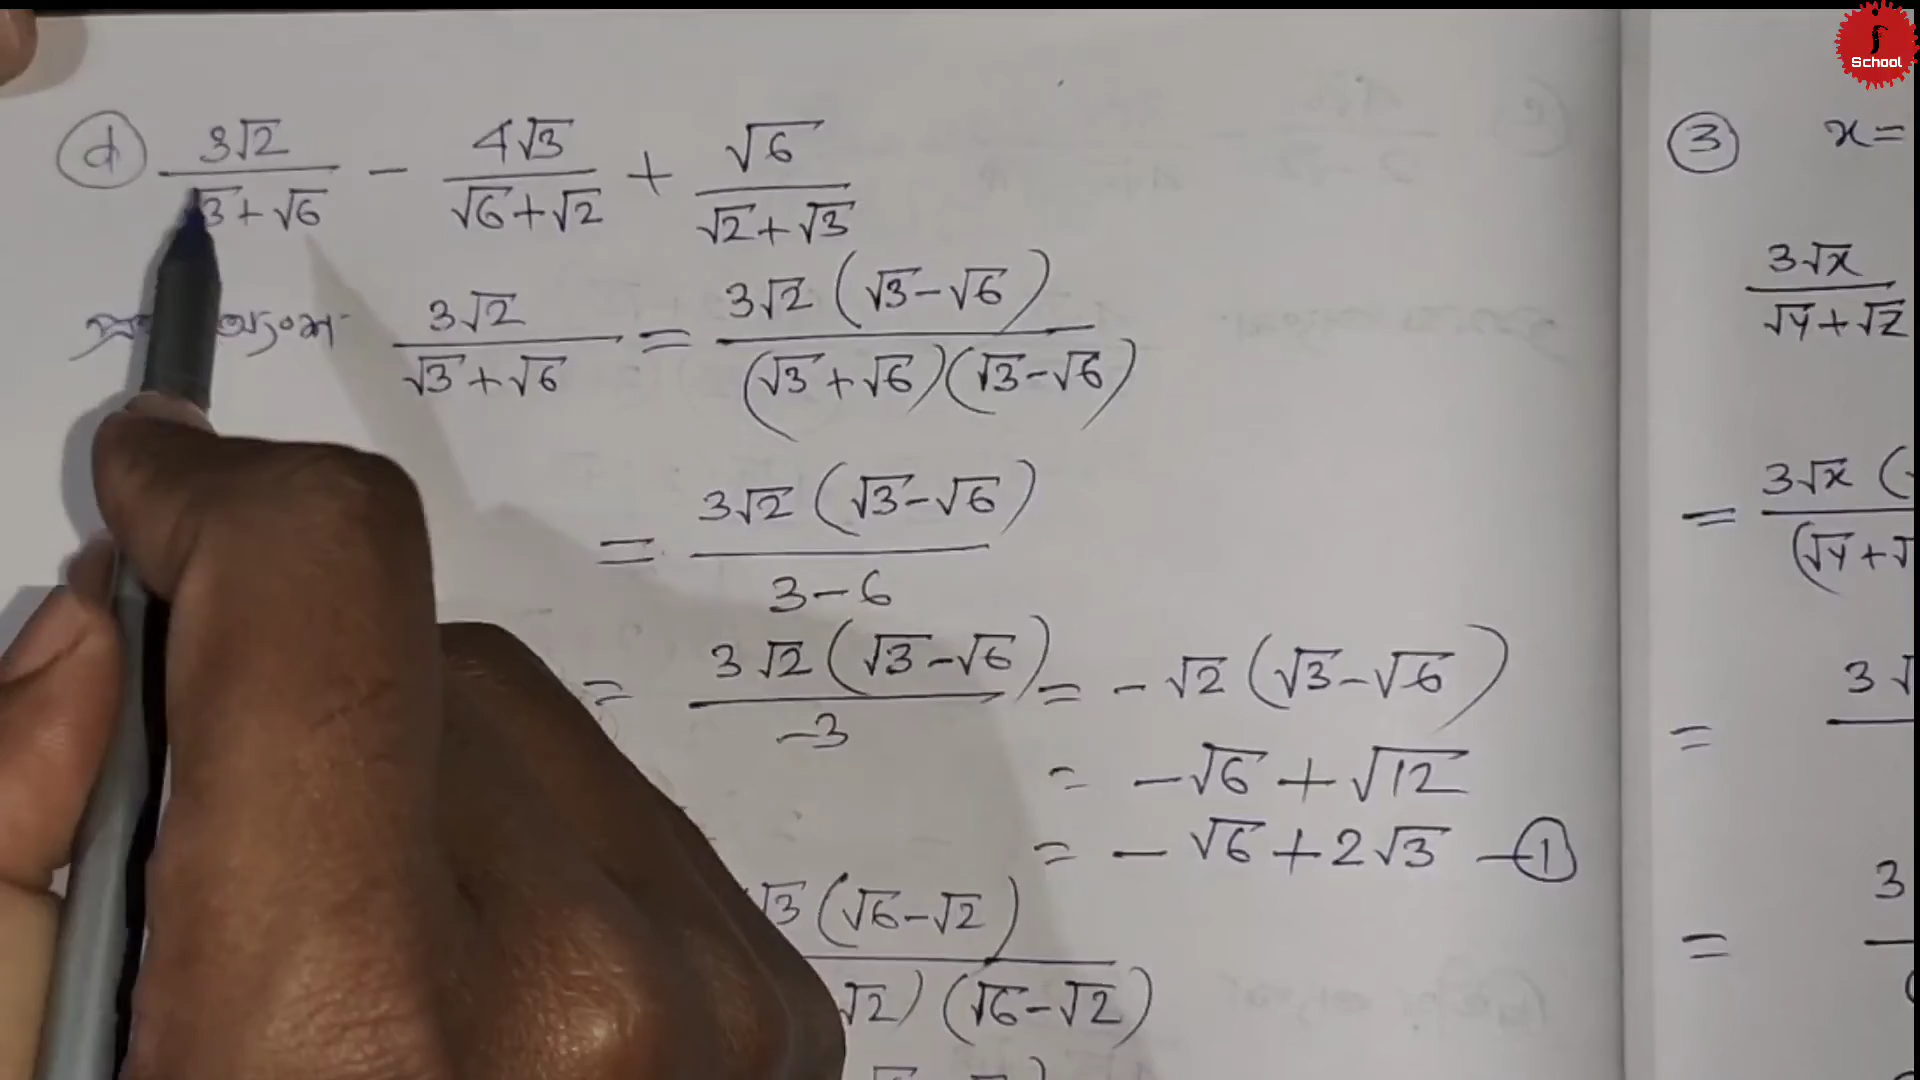 ⓓ 3√2/(√3+√6) − 4√3/(√6+√2) + √6/(√2+√3)
অংশ 3√2/(√3+√6) = 3√2(√3−√6)/((√3+√6)(√3−√6))
= 3√2(√3−√6)/(3−6)
= 3√2(√3−√6)/−3 = −√2(√3−√6)
= −√6+√12
= −√6+2√3 —①
√3(√6−√2)
√2)(√6−√2)
③ x=
3√x/(√y+√z)
= 3√x(
(√y+√
3√
=
3
=
School